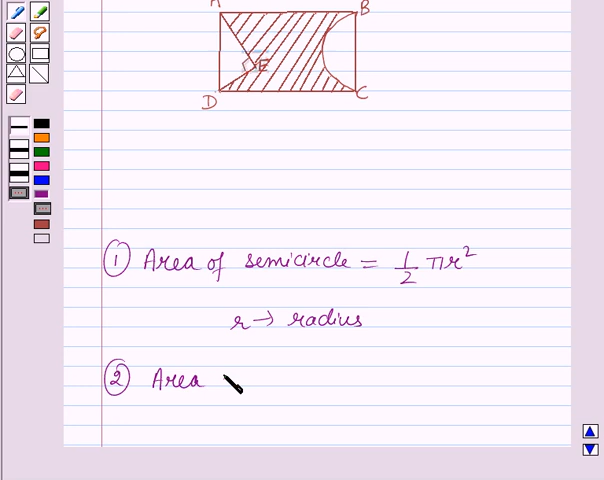 A B
E
D C
① Area of semicircle = 1/2 πr²
r → radius
② Area